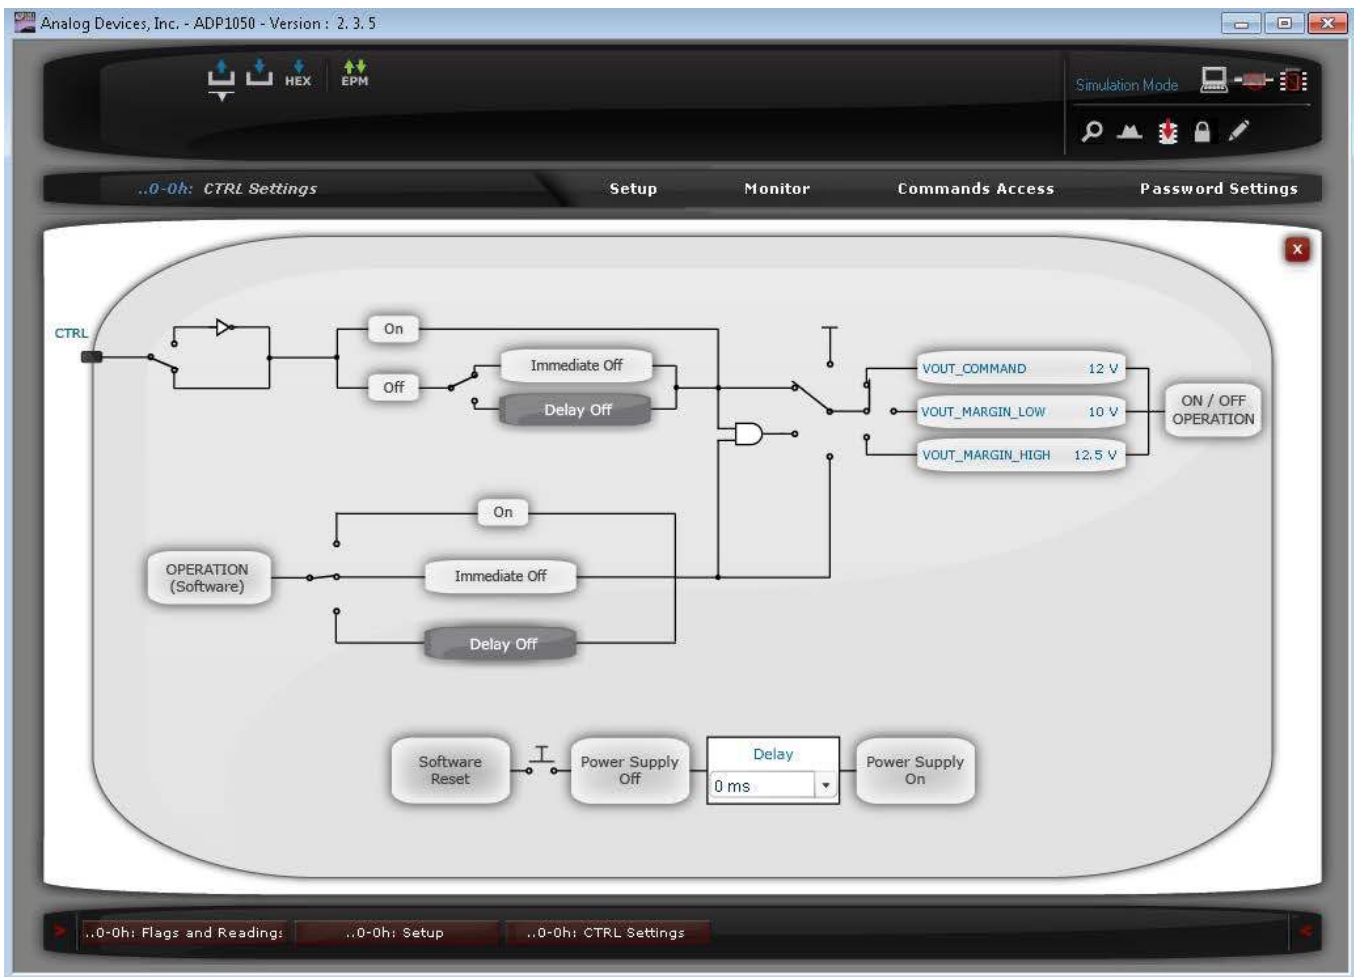 Analog Devices, Inc. - ADP1050 - Version : 2. 3. 5
HEX
EPM
Simulation Mode
..0-0h: CTRL Settings
Setup
Monitor
Commands Access
Password Settings
X
CTRL
On
Off
Immediate Off
Delay Off
VOUT_COMMAND 12 V
VOUT_MARGIN_LOW 10 V
VOUT_MARGIN_HIGH 12.5 V
ON / OFF
OPERATION
OPERATION
(Software)
On
Immediate Off
Delay Off
Software
Reset
Power Supply
Off
Delay
0 ms
Power Supply
On
..0-0h: Flags and Readings
..0-0h: Setup
..0-0h: CTRL Settings